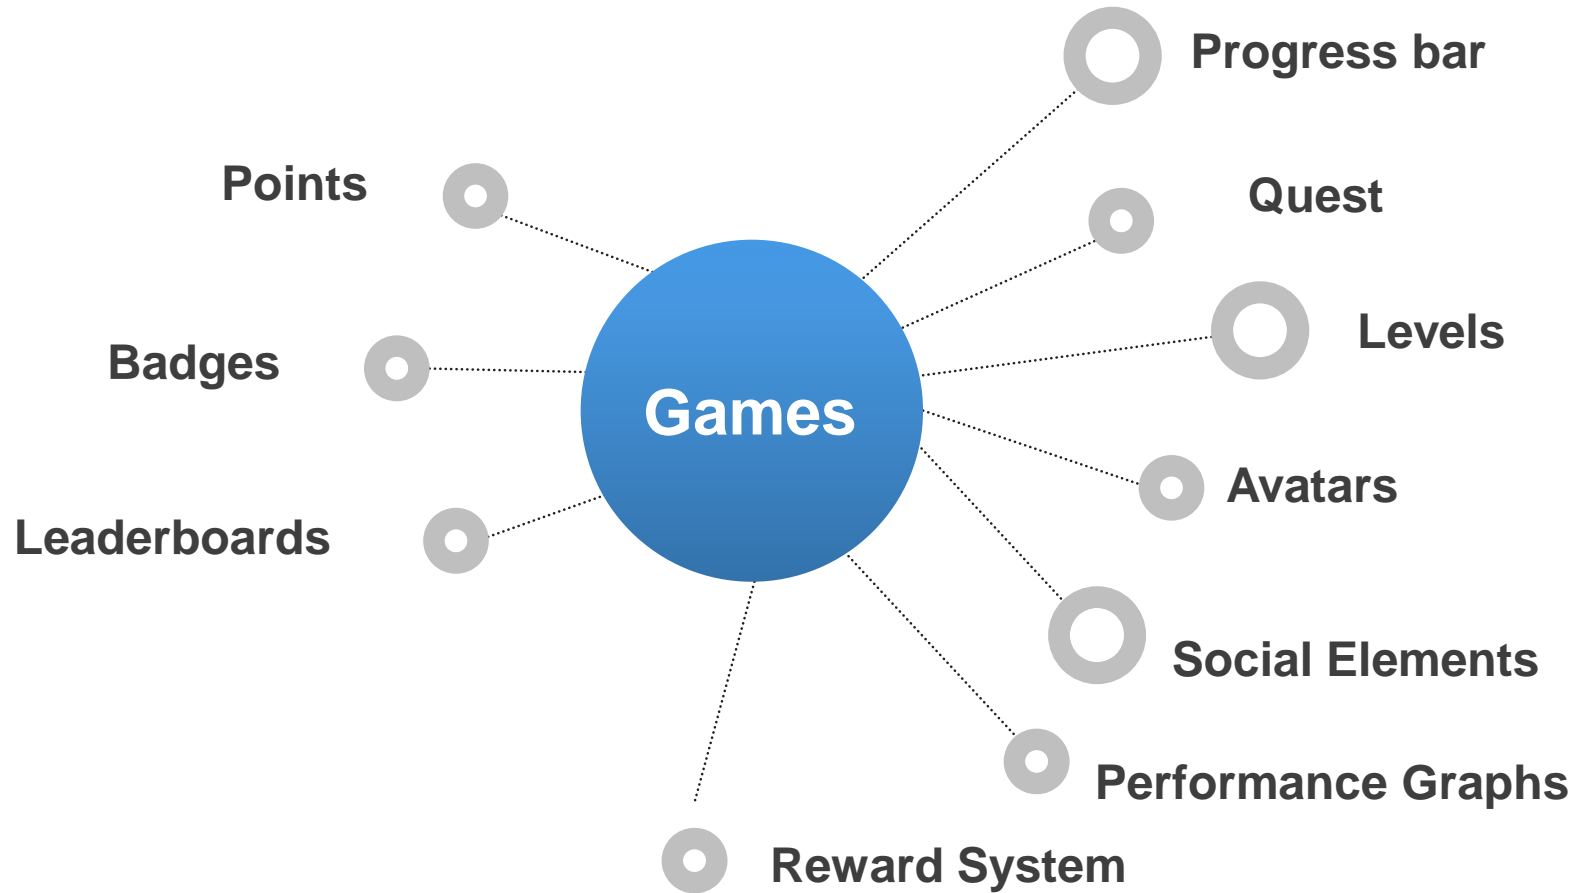 Progress bar
Points
Quest
Levels
Badges
Games
Avatars
Leaderboards
Social Elements
Performance Graphs
Reward System